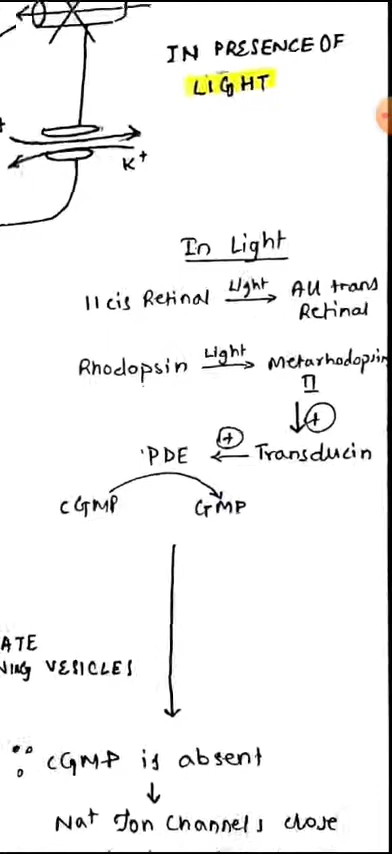 IN PRESENCE OF
LIGHT
K+
In Light
11 cis Retinal Light → All trans
Retinal
Rhodopsin Light → Metarhodopsin
II
↓ +
PDE + ← Transducin
cGMP GMP
ATE
NING VESICLES
∵ cGMP is absent
↓
Na+ Ion Channels close